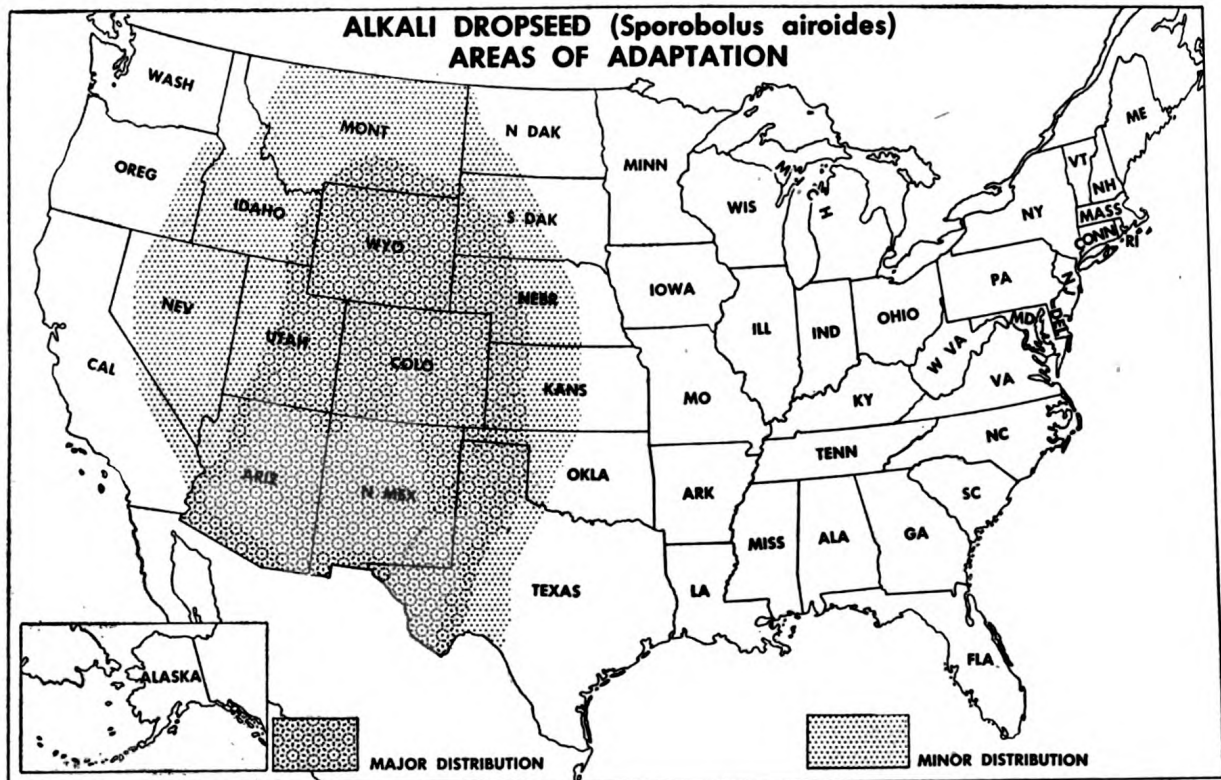 ALKALI DROPSEED (Sporobolus airoides)
AREAS OF ADAPTATION
WASH
MONT
N DAK
MINN
ME
OREG
IDAHO
WYO
S DAK
WIS
MICH
VT
NH
NY
MASS
CONN
RI
NEV
UTAH
COLO
NEBR
IOWA
ILL
IND
OHIO
PA
NJ
MD
DEL
CAL
KANS
MO
W VA
VA
KY
ARIZ
N MEX
OKLA
ARK
TENN
NC
SC
TEXAS
LA
MISS
ALA
GA
FLA
ALASKA
MAJOR DISTRIBUTION
MINOR DISTRIBUTION